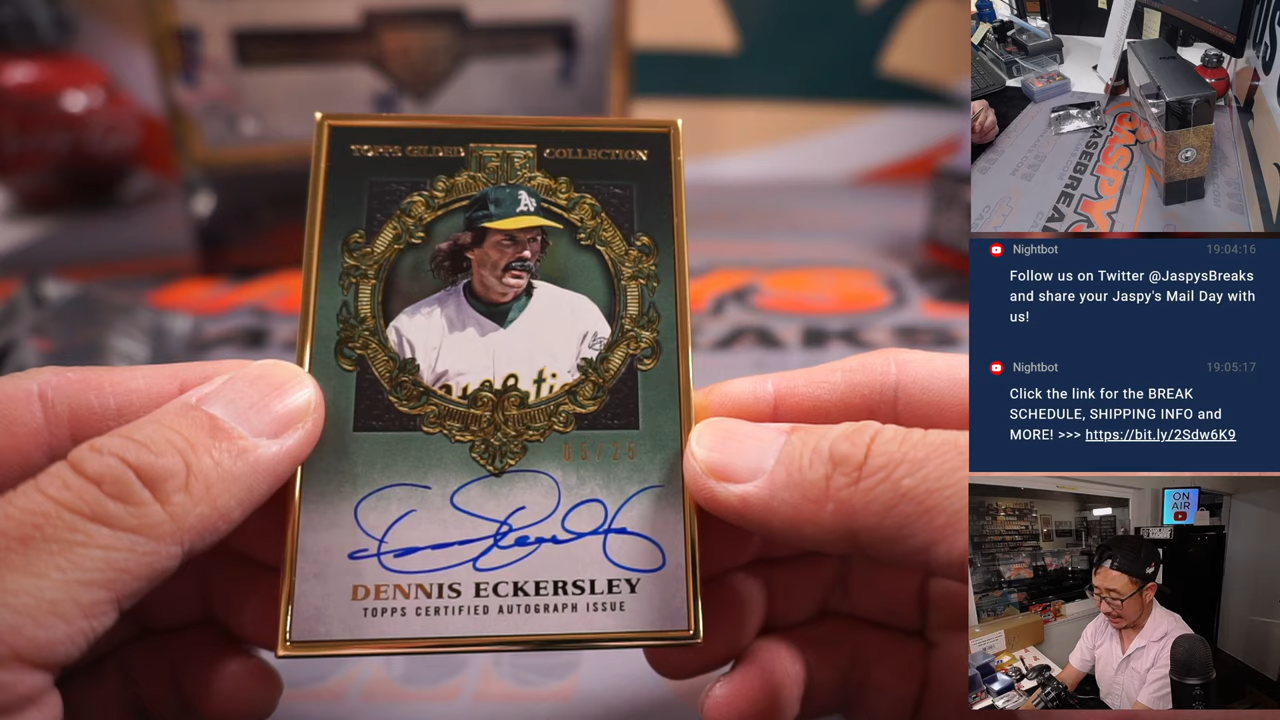 TOPPS GILDED COLLECTION
A's
DENNIS ECKERSLEY
TOPPS CERTIFIED AUTOGRAPH ISSUE
JASPY'S
CASEBREAKS
Nightbot 19:04:16
Follow us on Twitter @JaspysBreaks
and share your Jaspy's Mail Day with
us!
Nightbot 19:05:17
Click the link for the BREAK
SCHEDULE, SHIPPING INFO and
MORE! >>> https://bit.ly/2Sdw6K9
ON
AIR